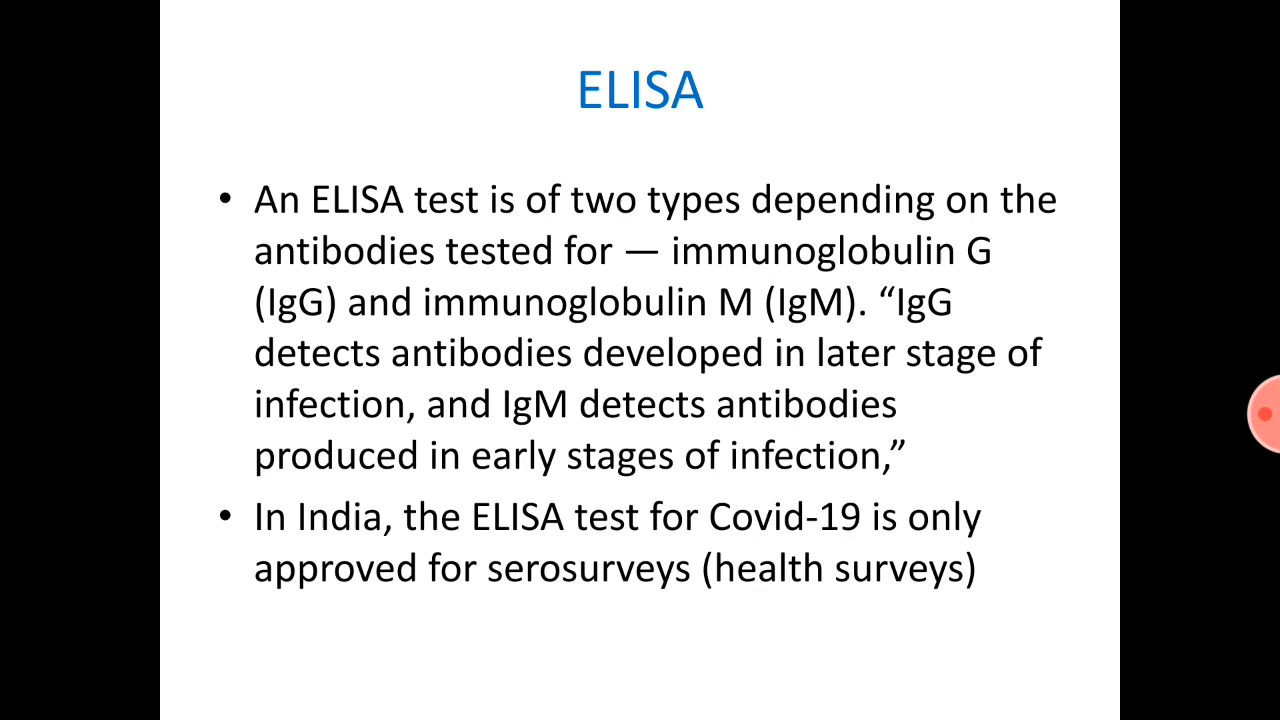 ELISA
• An ELISA test is of two types depending on the
antibodies tested for — immunoglobulin G
(IgG) and immunoglobulin M (IgM). “IgG
detects antibodies developed in later stage of
infection, and IgM detects antibodies
produced in early stages of infection,”
• In India, the ELISA test for Covid-19 is only
approved for serosurveys (health surveys)